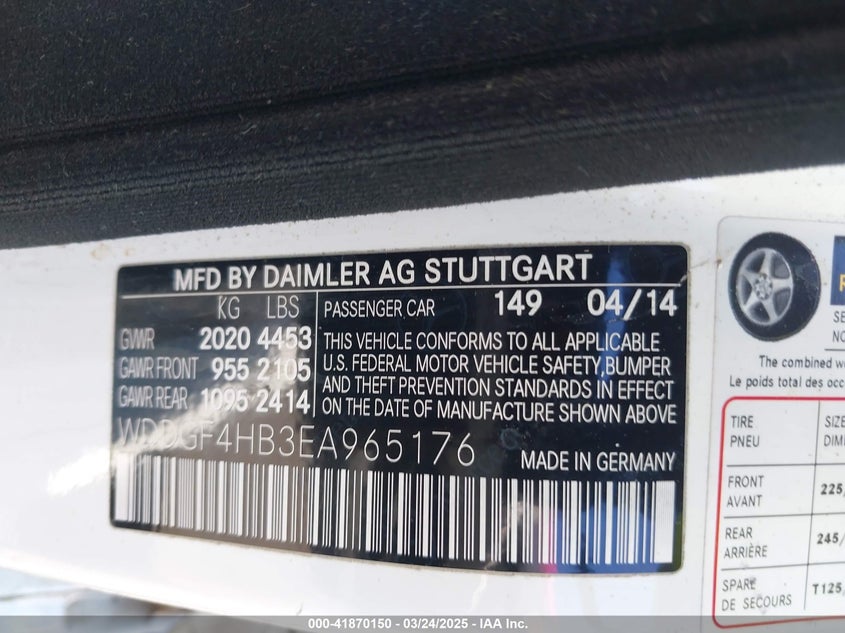 MFD BY DAIMLER AG STUTTGART
KG LBS
GVWR 2020 4453
GAWR FRONT 955 2105
GAWR REAR 1095 2414
PASSENGER CAR 149 04/14
THIS VEHICLE CONFORMS TO ALL APPLICABLE
U.S. FEDERAL MOTOR VEHICLE SAFETY,BUMPER
AND THEFT PREVENTION STANDARDS IN EFFECT
ON THE DATE OF MANUFACTURE SHOWN ABOVE
WDDGF4HB3EA965176
MADE IN GERMANY
The combined
Le poids total des
TIRE
PNEU
FRONT
AVANT
225/
REAR
ARRIÈRE
245/
SPARE
DE SECOURS
T125/
000-41870150 - 03/24/2025 - IAA Inc.